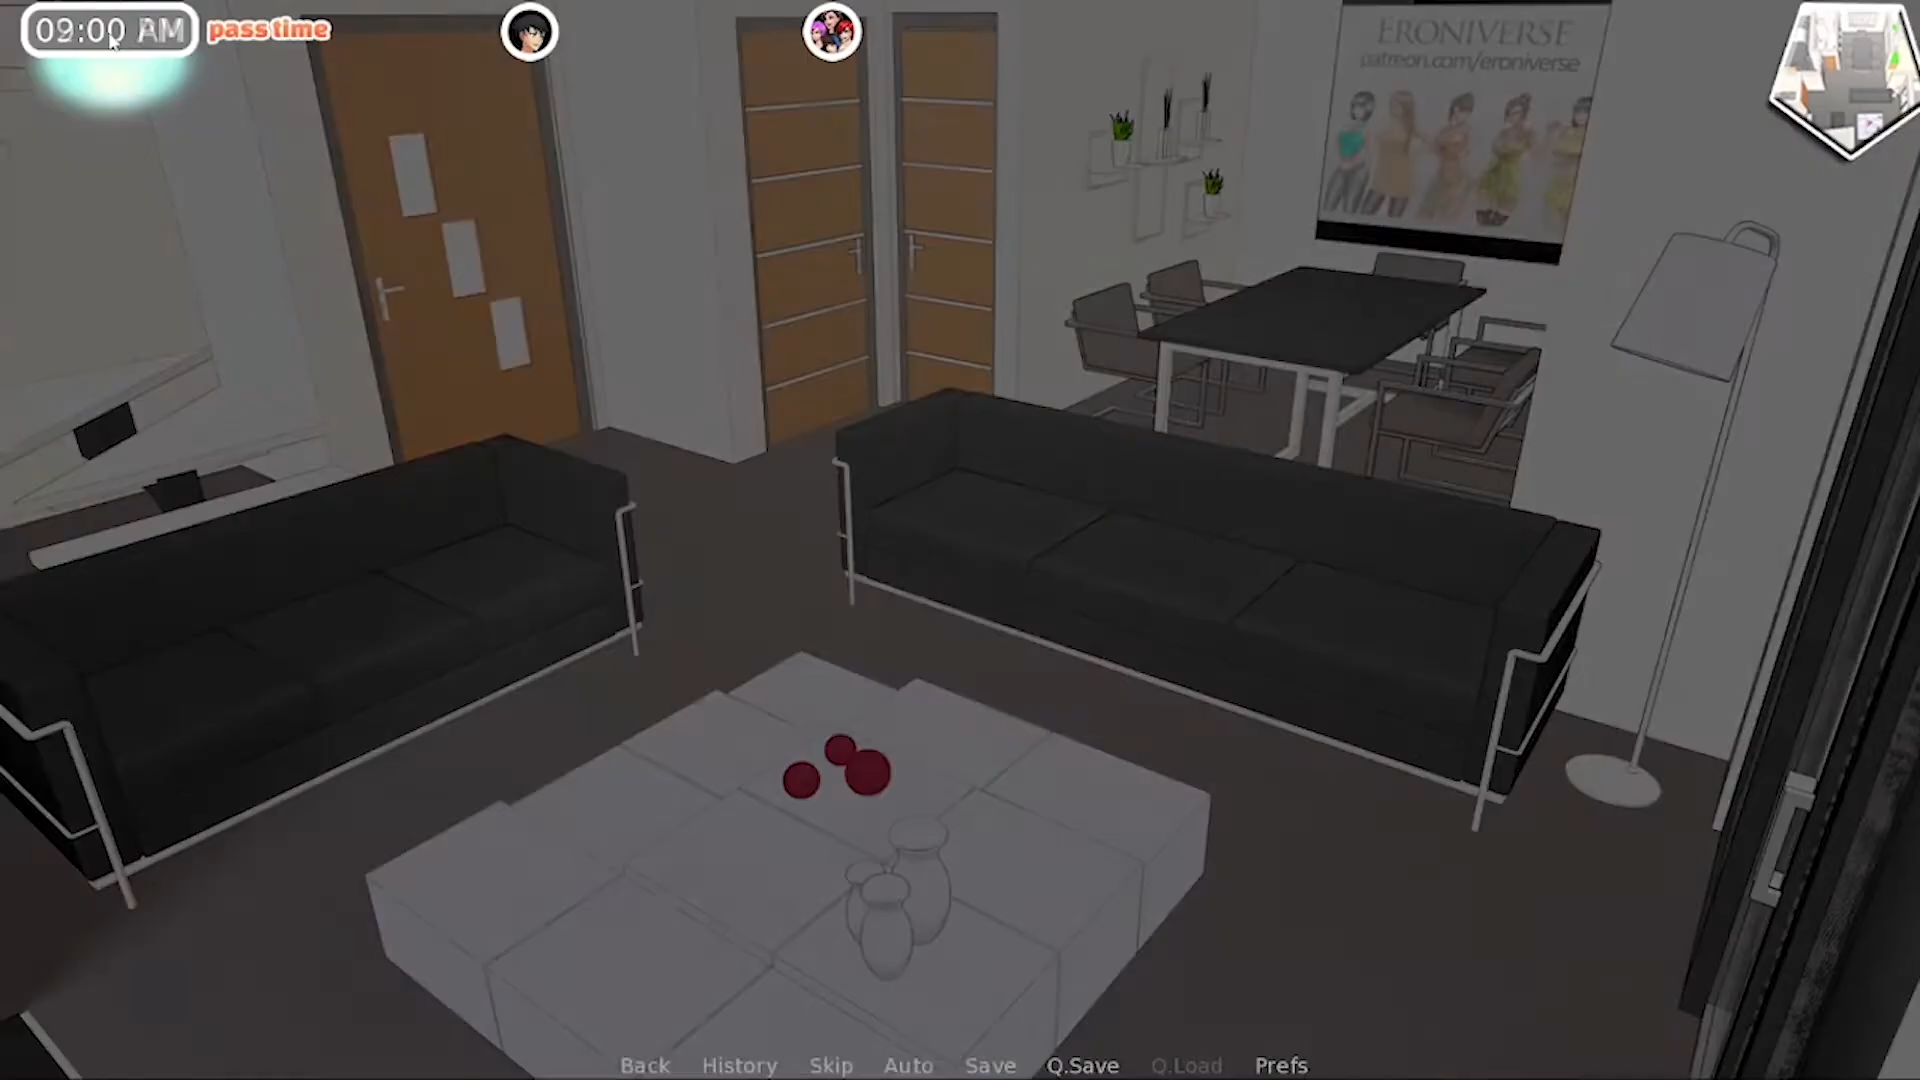 09:00 AM
pass time
ERONIVERSE
patreon.com/eroniverse
Back History Skip Auto Save Q.Save Q.Load Prefs